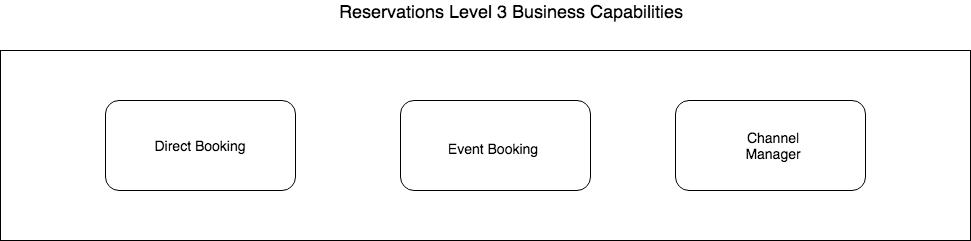 Reservations Level 3 Business Capabilities
Direct Booking
Event Booking
Channel
Manager